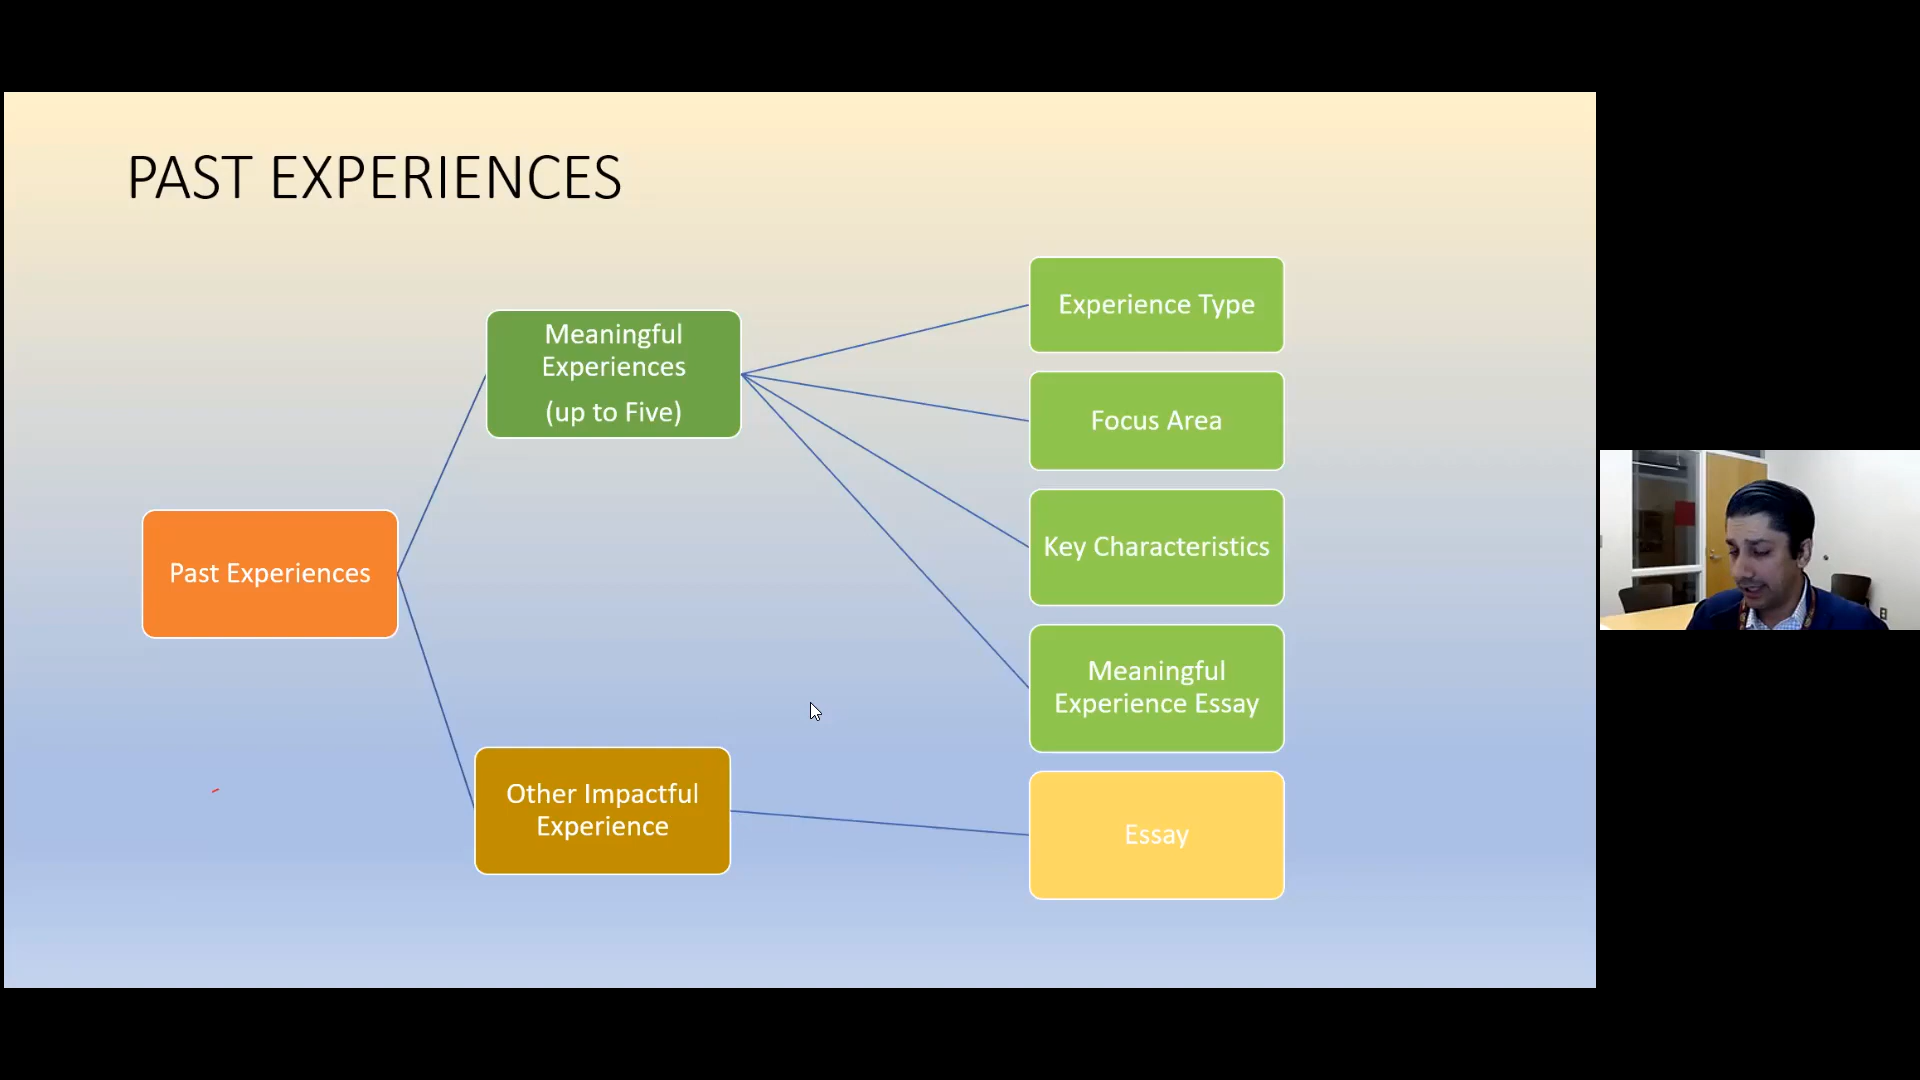 PAST EXPERIENCES
Past Experiences
Meaningful
Experiences
(up to Five)
Experience Type
Focus Area
Key Characteristics
Meaningful
Experience Essay
Other Impactful
Experience
Essay